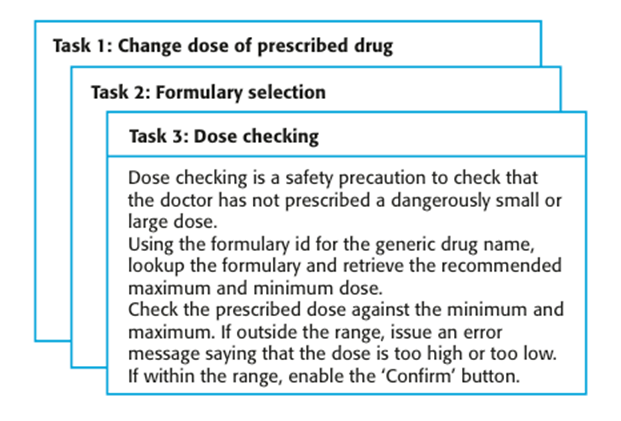 Task 1: Change dose of prescribed drug
Task 2: Formulary selection
Task 3: Dose checking
Dose checking is a safety precaution to check that
the doctor has not prescribed a dangerously small or
large dose.
Using the formulary id for the generic drug name,
lookup the formulary and retrieve the recommended
maximum and minimum dose.
Check the prescribed dose against the minimum and
maximum. If outside the range, issue an error
message saying that the dose is too high or too low.
If within the range, enable the ‘Confirm’ button.